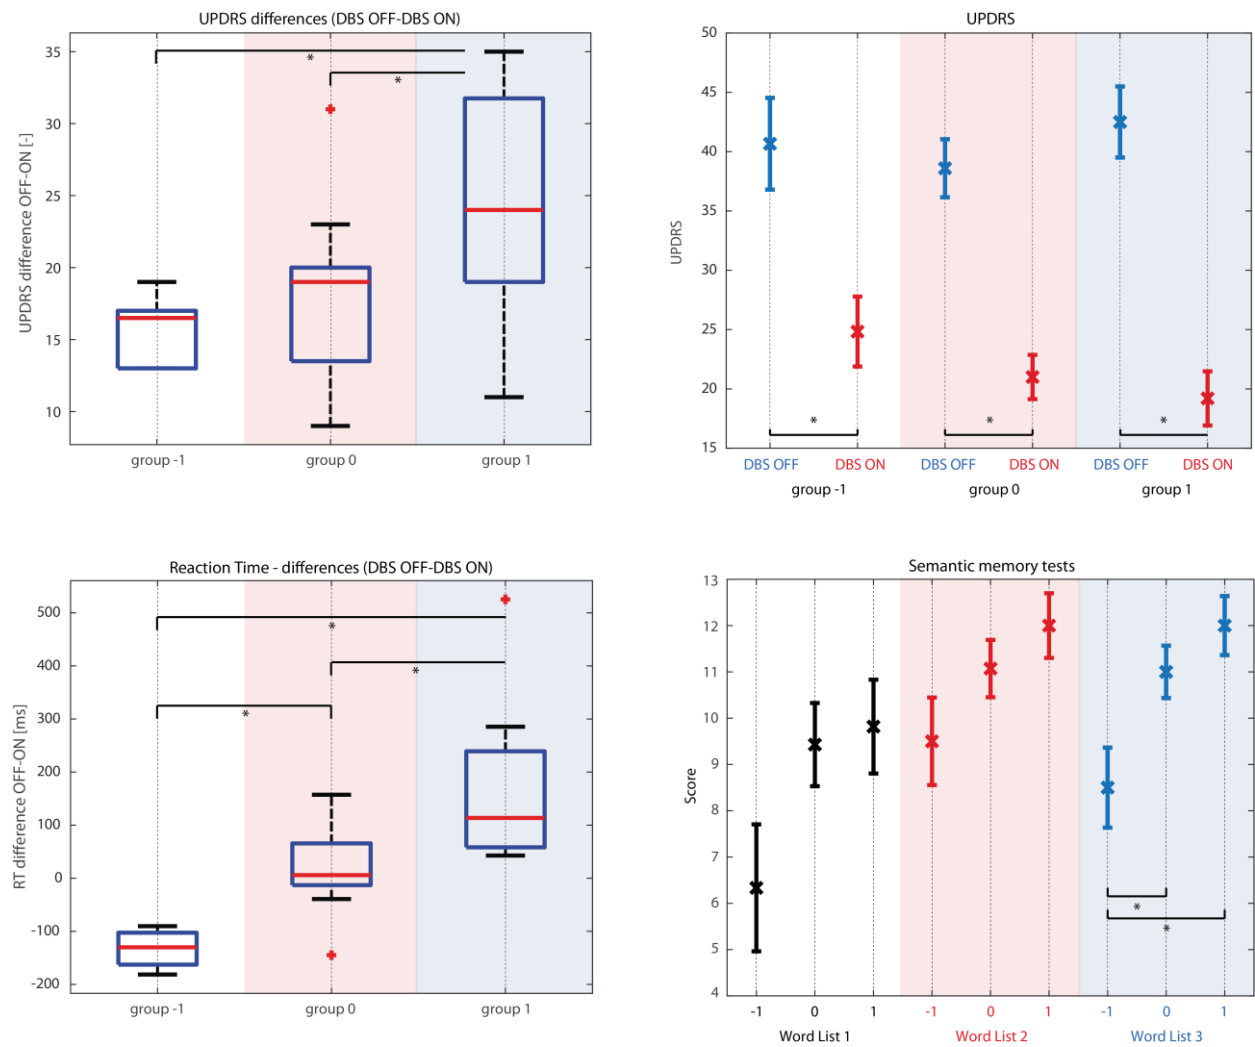 UPDRS differences (DBS OFF-DBS ON)
UPDRS difference OFF-ON [-]
35
30
25
20
15
10
*
*
group -1
group 0
group 1
UPDRS
UPDRS
50
45
40
35
30
25
20
15
*
*
*
DBS OFF
DBS ON
DBS OFF
DBS ON
DBS OFF
DBS ON
group -1
group 0
group 1
Reaction Time - differences (DBS OFF-DBS ON)
RT difference OFF-ON [ms]
500
400
300
200
100
0
-100
-200
*
*
*
group -1
group 0
group 1
Semantic memory tests
Score
13
12
11
10
9
8
7
6
5
4
*
*
-1
0
1
-1
0
1
-1
0
1
Word List 1
Word List 2
Word List 3